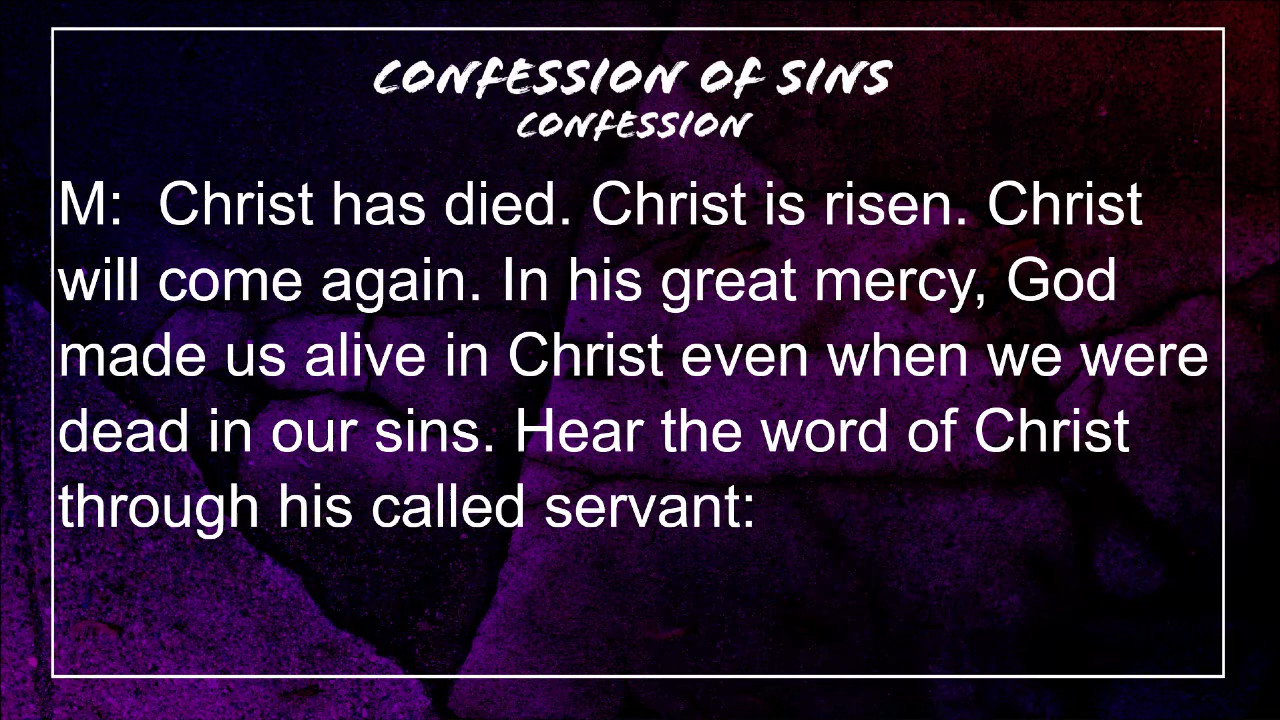 CONFESSION OF SINS
CONFESSION
M:  Christ has died. Christ is risen. Christ
will come again. In his great mercy, God
made us alive in Christ even when we were
dead in our sins. Hear the word of Christ
through his called servant: